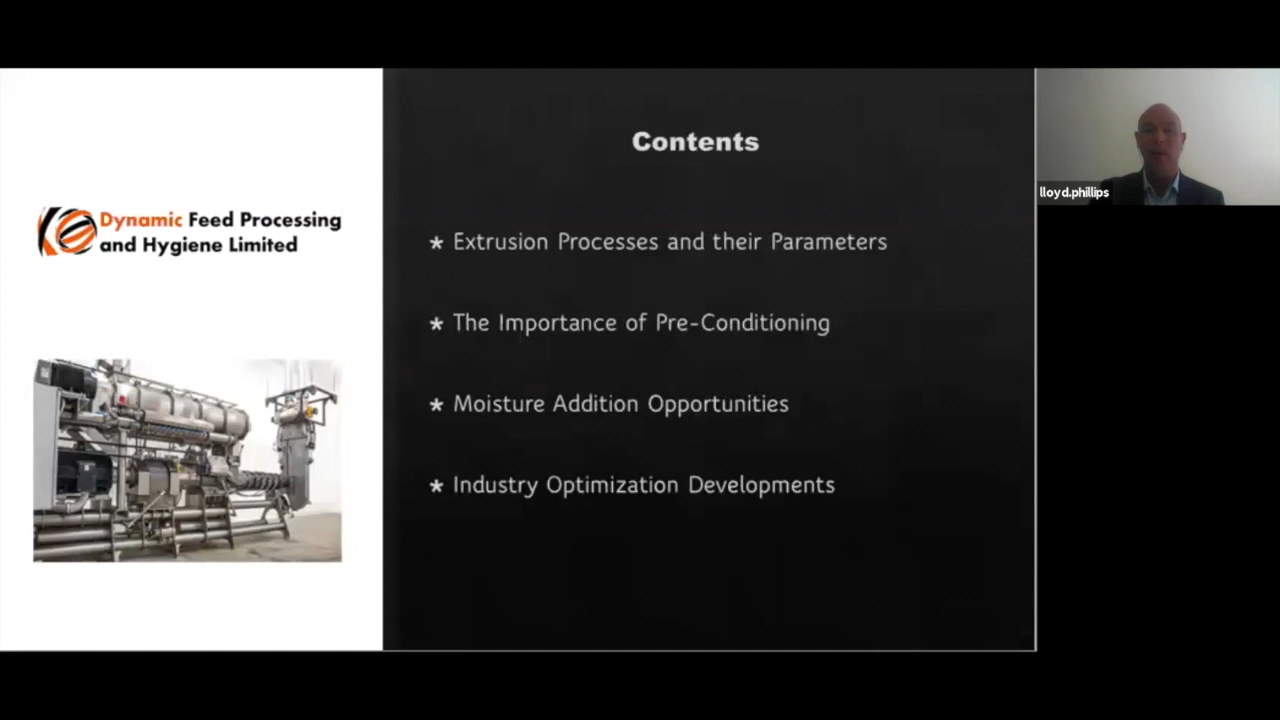 Contents
Dynamic Feed Processing
and Hygiene Limited
* Extrusion Processes and their Parameters
* The Importance of Pre-Conditioning
* Moisture Addition Opportunities
* Industry Optimization Developments
lloyd.phillips